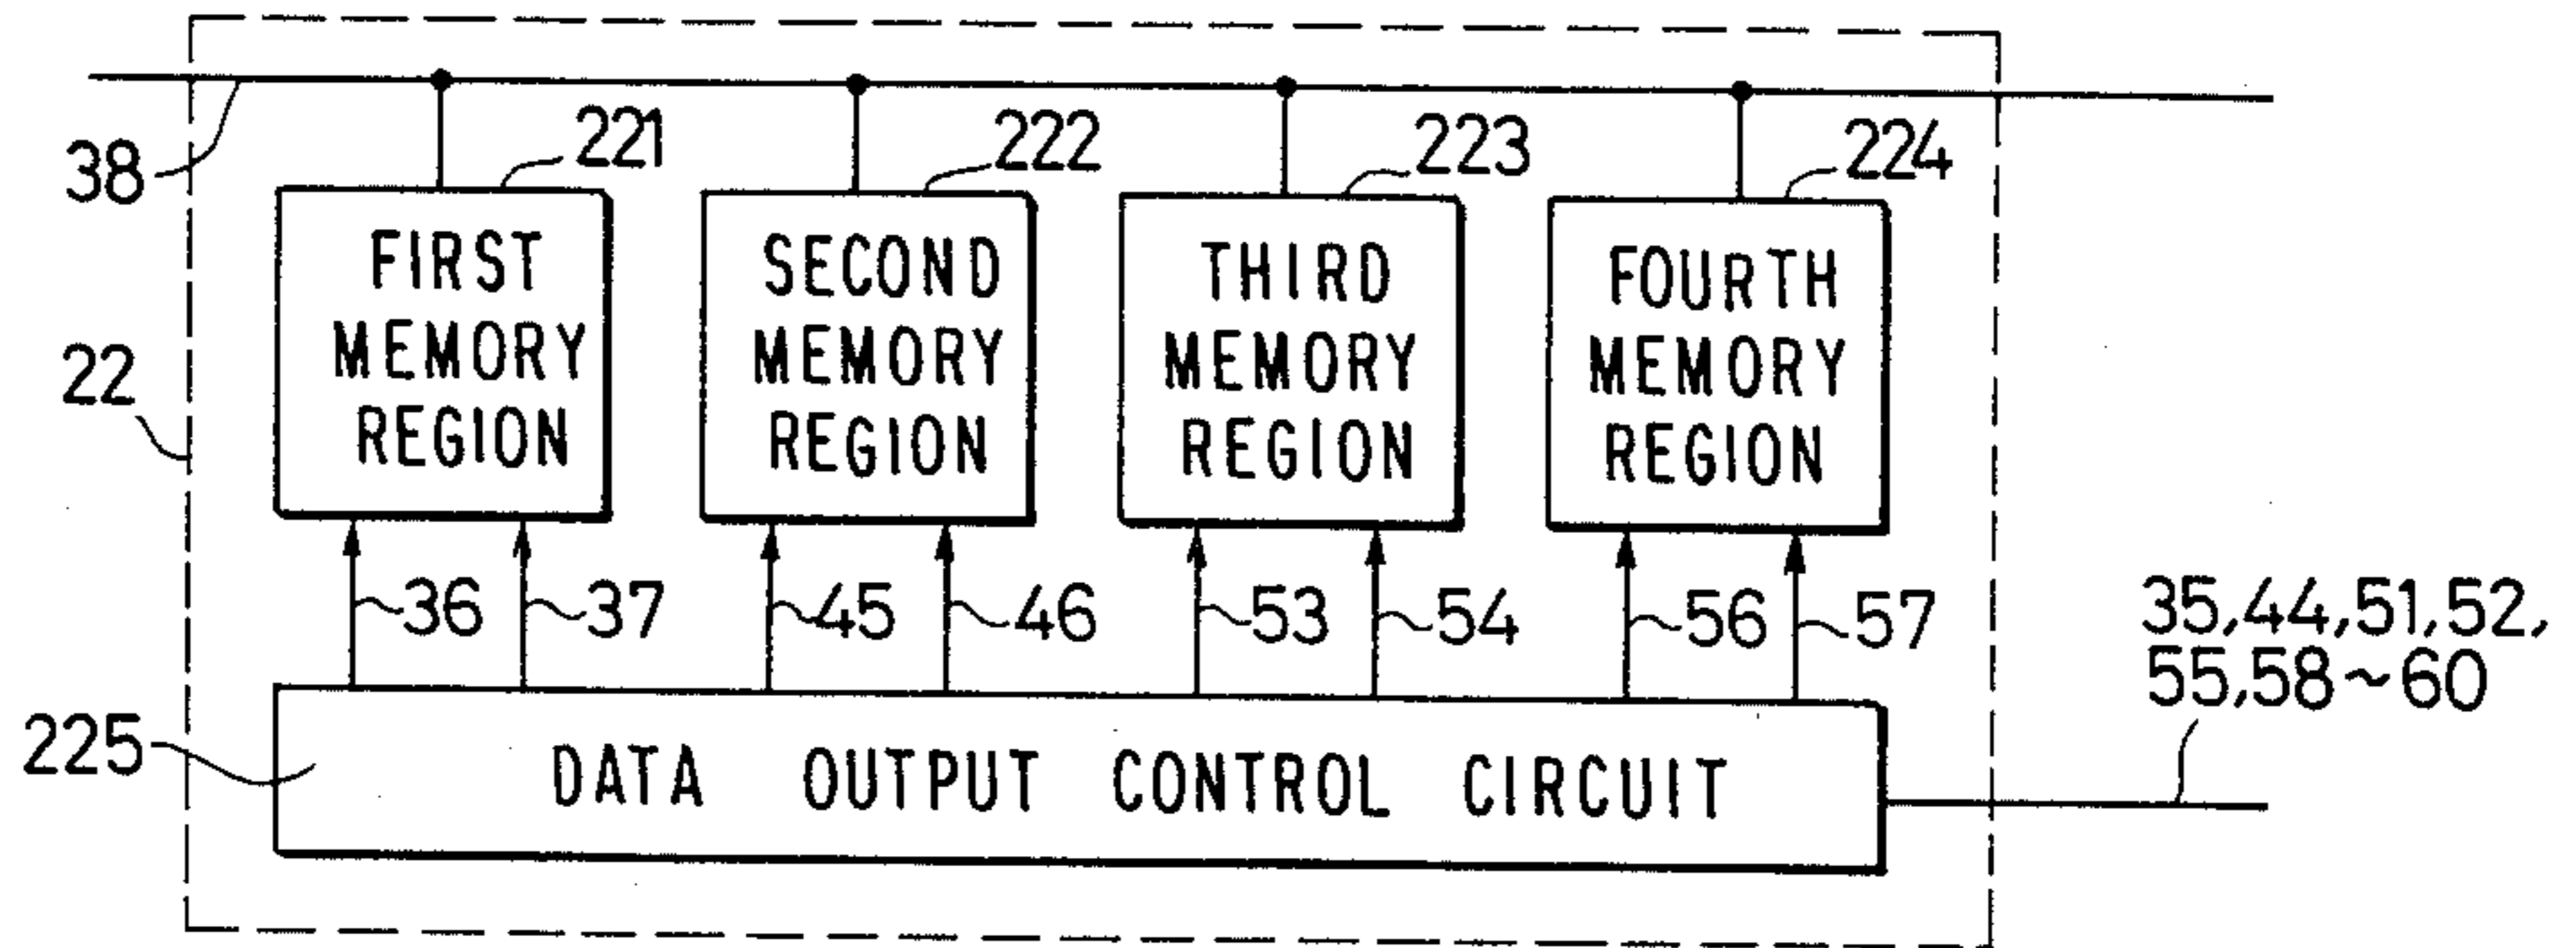 38
221
222
223
224
FIRST
MEMORY
REGION
SECOND
MEMORY
REGION
THIRD
MEMORY
REGION
FOURTH
MEMORY
REGION
22
36
37
45
46
53
54
56
57
35,44,51,52,
55,58~60
225
DATA OUTPUT CONTROL CIRCUIT